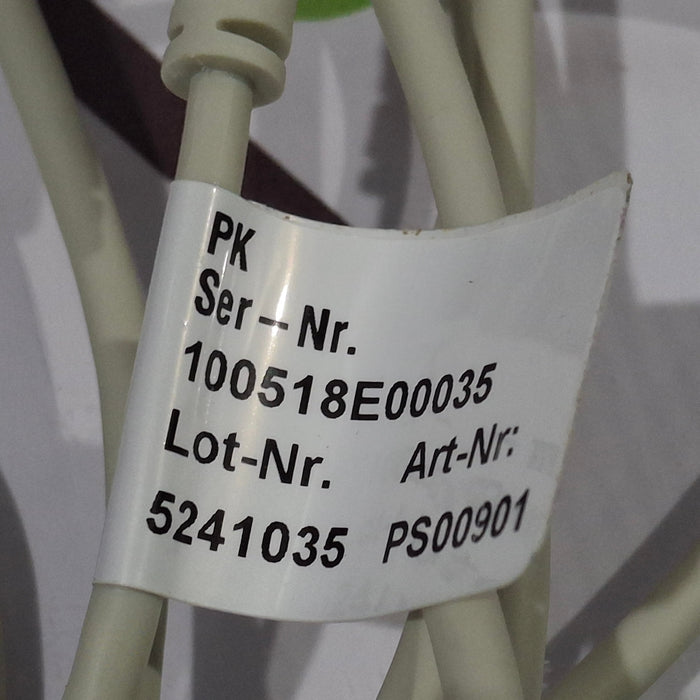 PK
Ser-Nr.
100518E00035
Lot-Nr. Art-Nr:
5241035 PS00901